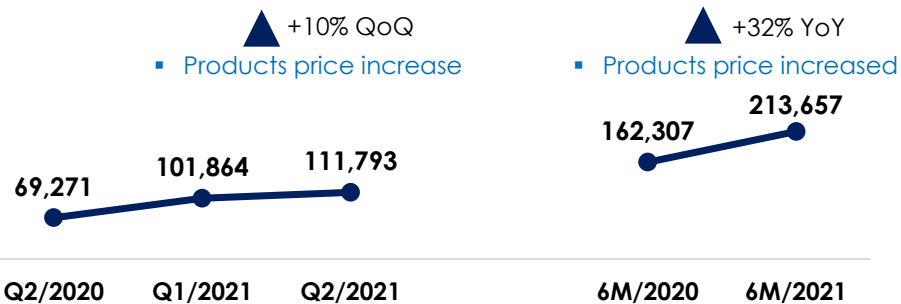 +10% QoQ
▪ Products price increase
69,271
101,864
111,793
Q2/2020
Q1/2021
Q2/2021
+32% YoY
▪ Products price increased
162,307
213,657
6M/2020
6M/2021